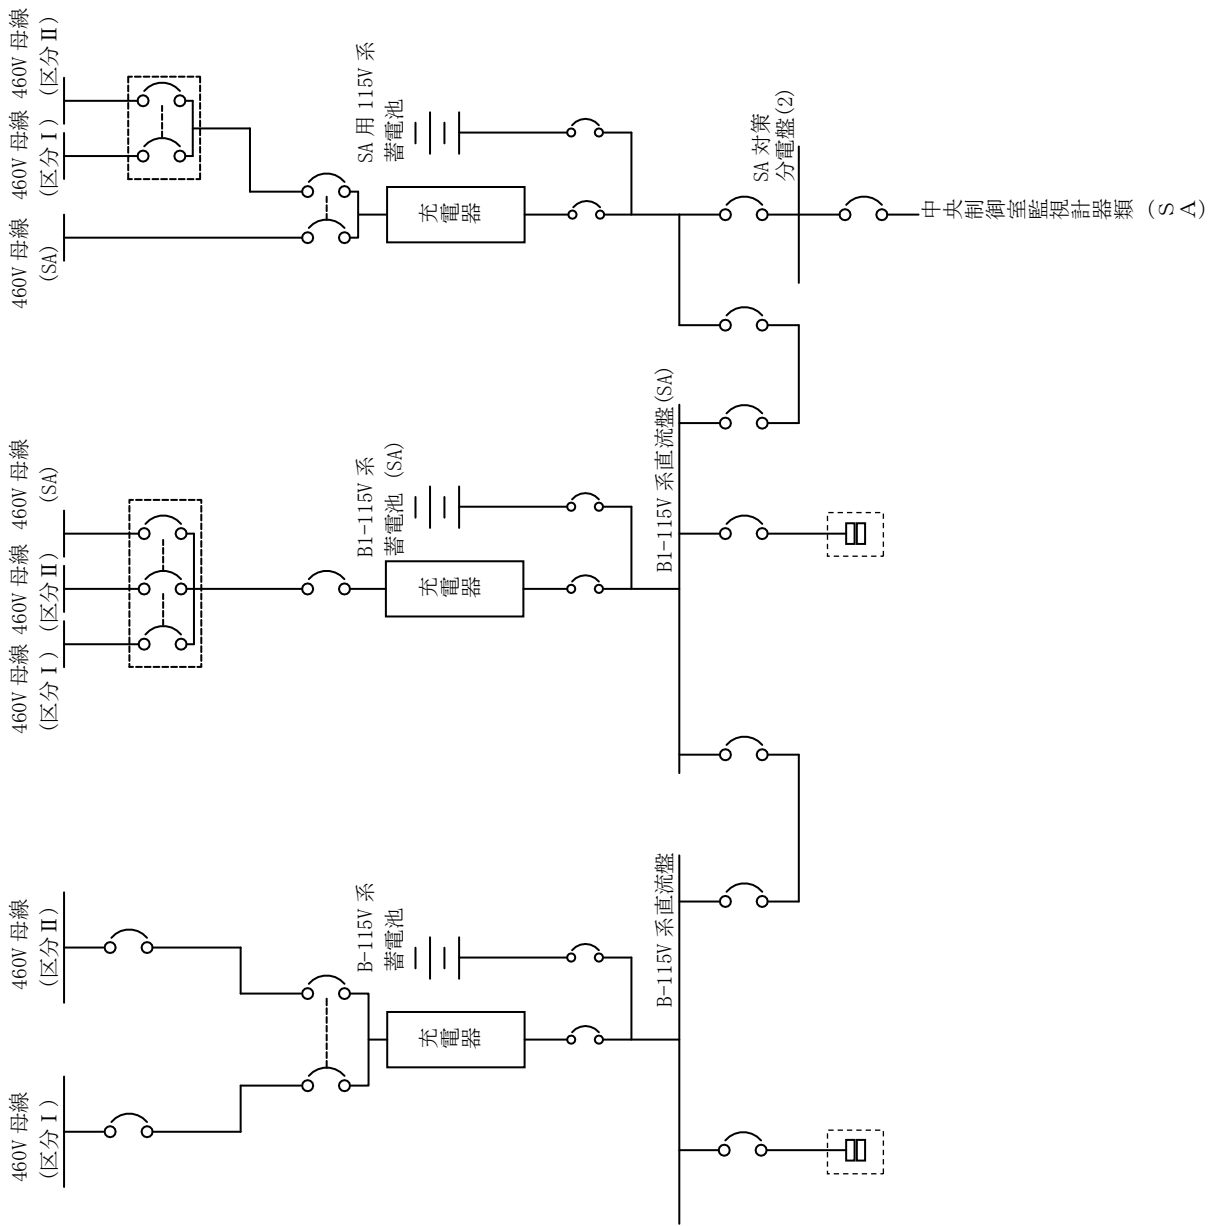 460V 母線
(区分Ⅰ)
460V 母線
(区分Ⅱ)
B-115V 系
蓄電池
充電器
B-115V 系直流盤
460V 母線
(区分Ⅰ)
460V 母線
(区分Ⅱ)
460V 母線
(SA)
B1-115V 系
蓄電池 (SA)
充電器
B1-115V 系直流盤(SA)
460V 母線
(SA)
460V 母線
(区分Ⅰ)
460V 母線
(区分Ⅱ)
SA 用 115V 系
蓄電池
充電器
SA 対策
分電盤(2)
中央制御室監視計器類 (SA)